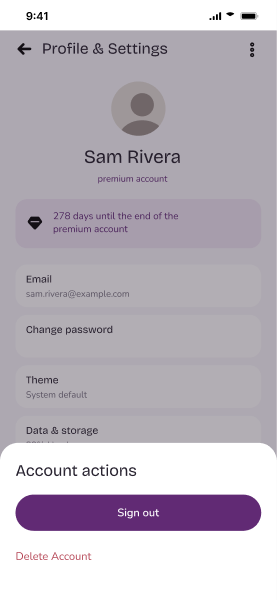 9:41
Profile & Settings
Sam Rivera
premium account
278 days until the end of the
premium account
Email
sam.rivera@example.com
Change password
Theme
System default
Data & storage
Account actions
Sign out
Delete Account